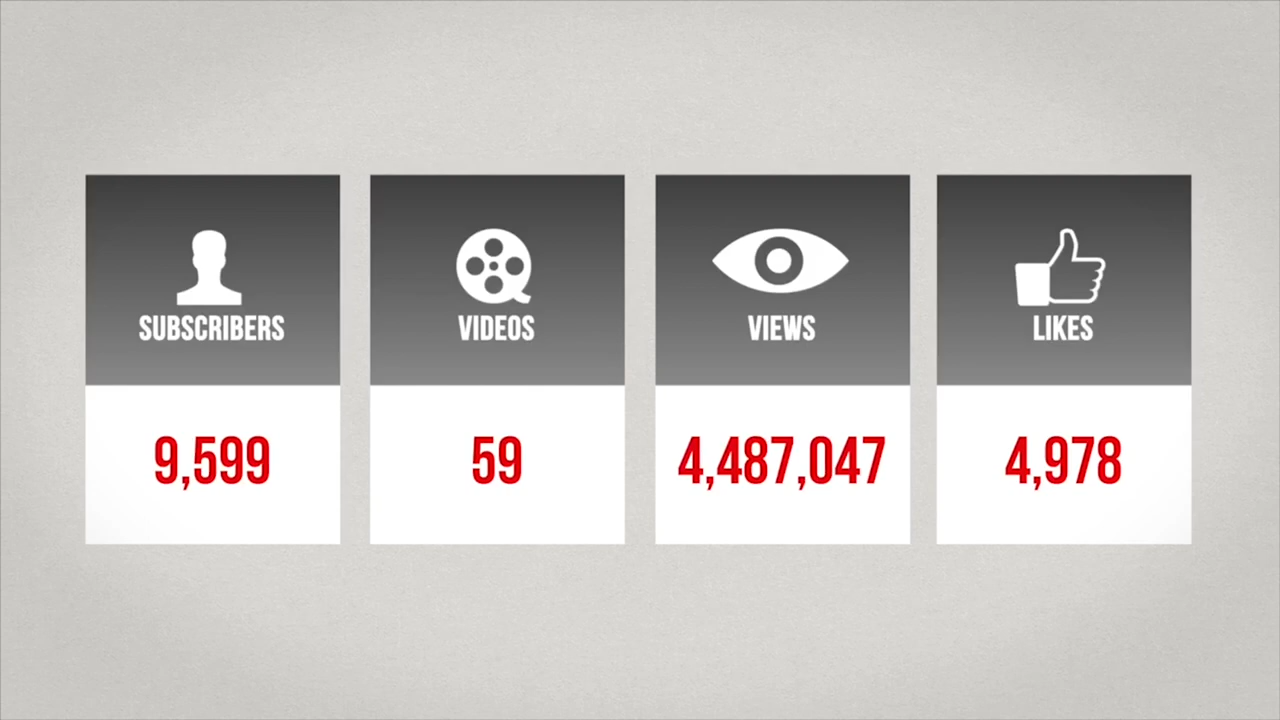 SUBSCRIBERS
9,599
VIDEOS
59
VIEWS
4,487,047
LIKES
4,978